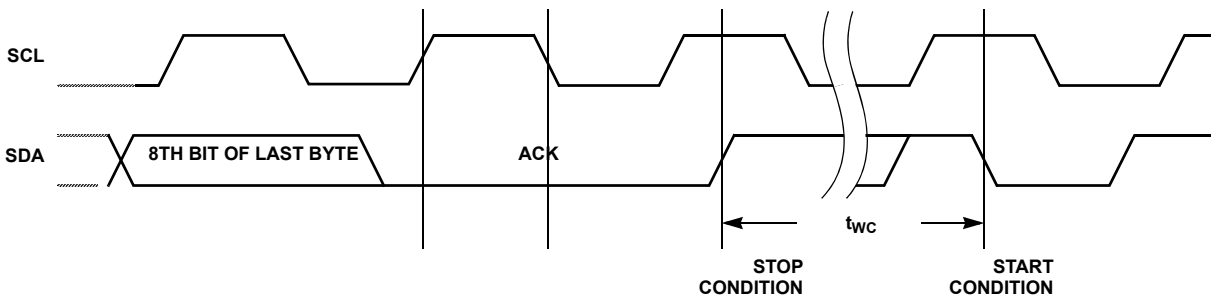 SCL
SDA
8TH BIT OF LAST BYTE
ACK
tWC
STOP
CONDITION
START
CONDITION